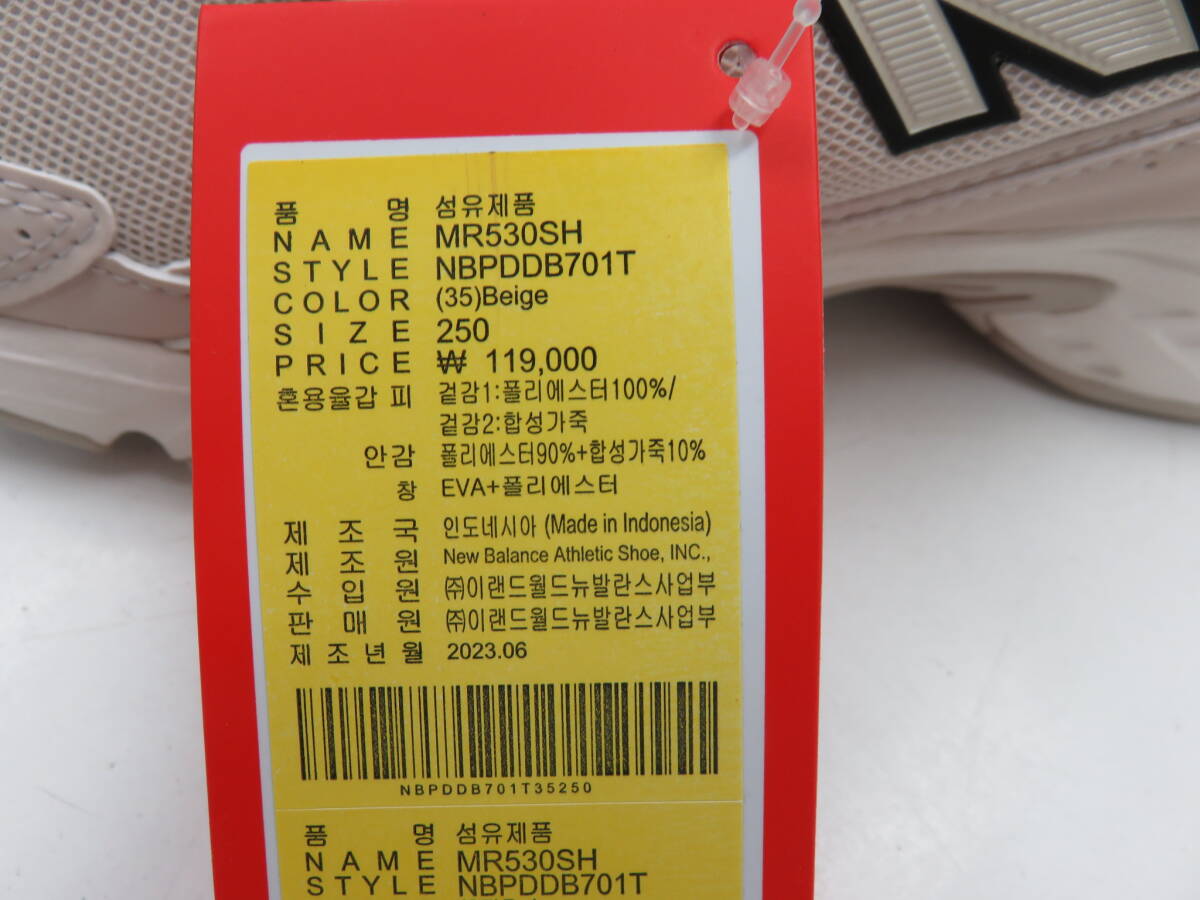 품 명 섬유제품
NAME MR530SH
STYLE NBPDDB701T
COLOR (35)Beige
SIZE 250
PRICE ₩ 119,000
혼용율갑 피 겉감1:폴리에스터100%/
겉감2:합성가죽
안감 폴리에스터90%+합성가죽10%
창 EVA+폴리에스터
제 조 국 인도네시아 (Made in Indonesia)
제 조 원 New Balance Athletic Shoe, INC.,
수 입 원 ㈜이랜드월드뉴발란스사업부
판 매 원 ㈜이랜드월드뉴발란스사업부
제 조 년 월 2023.06
NBPDDB701T35250
품 명 섬유제품
NAME MR530SH
STYLE NBPDDB701T